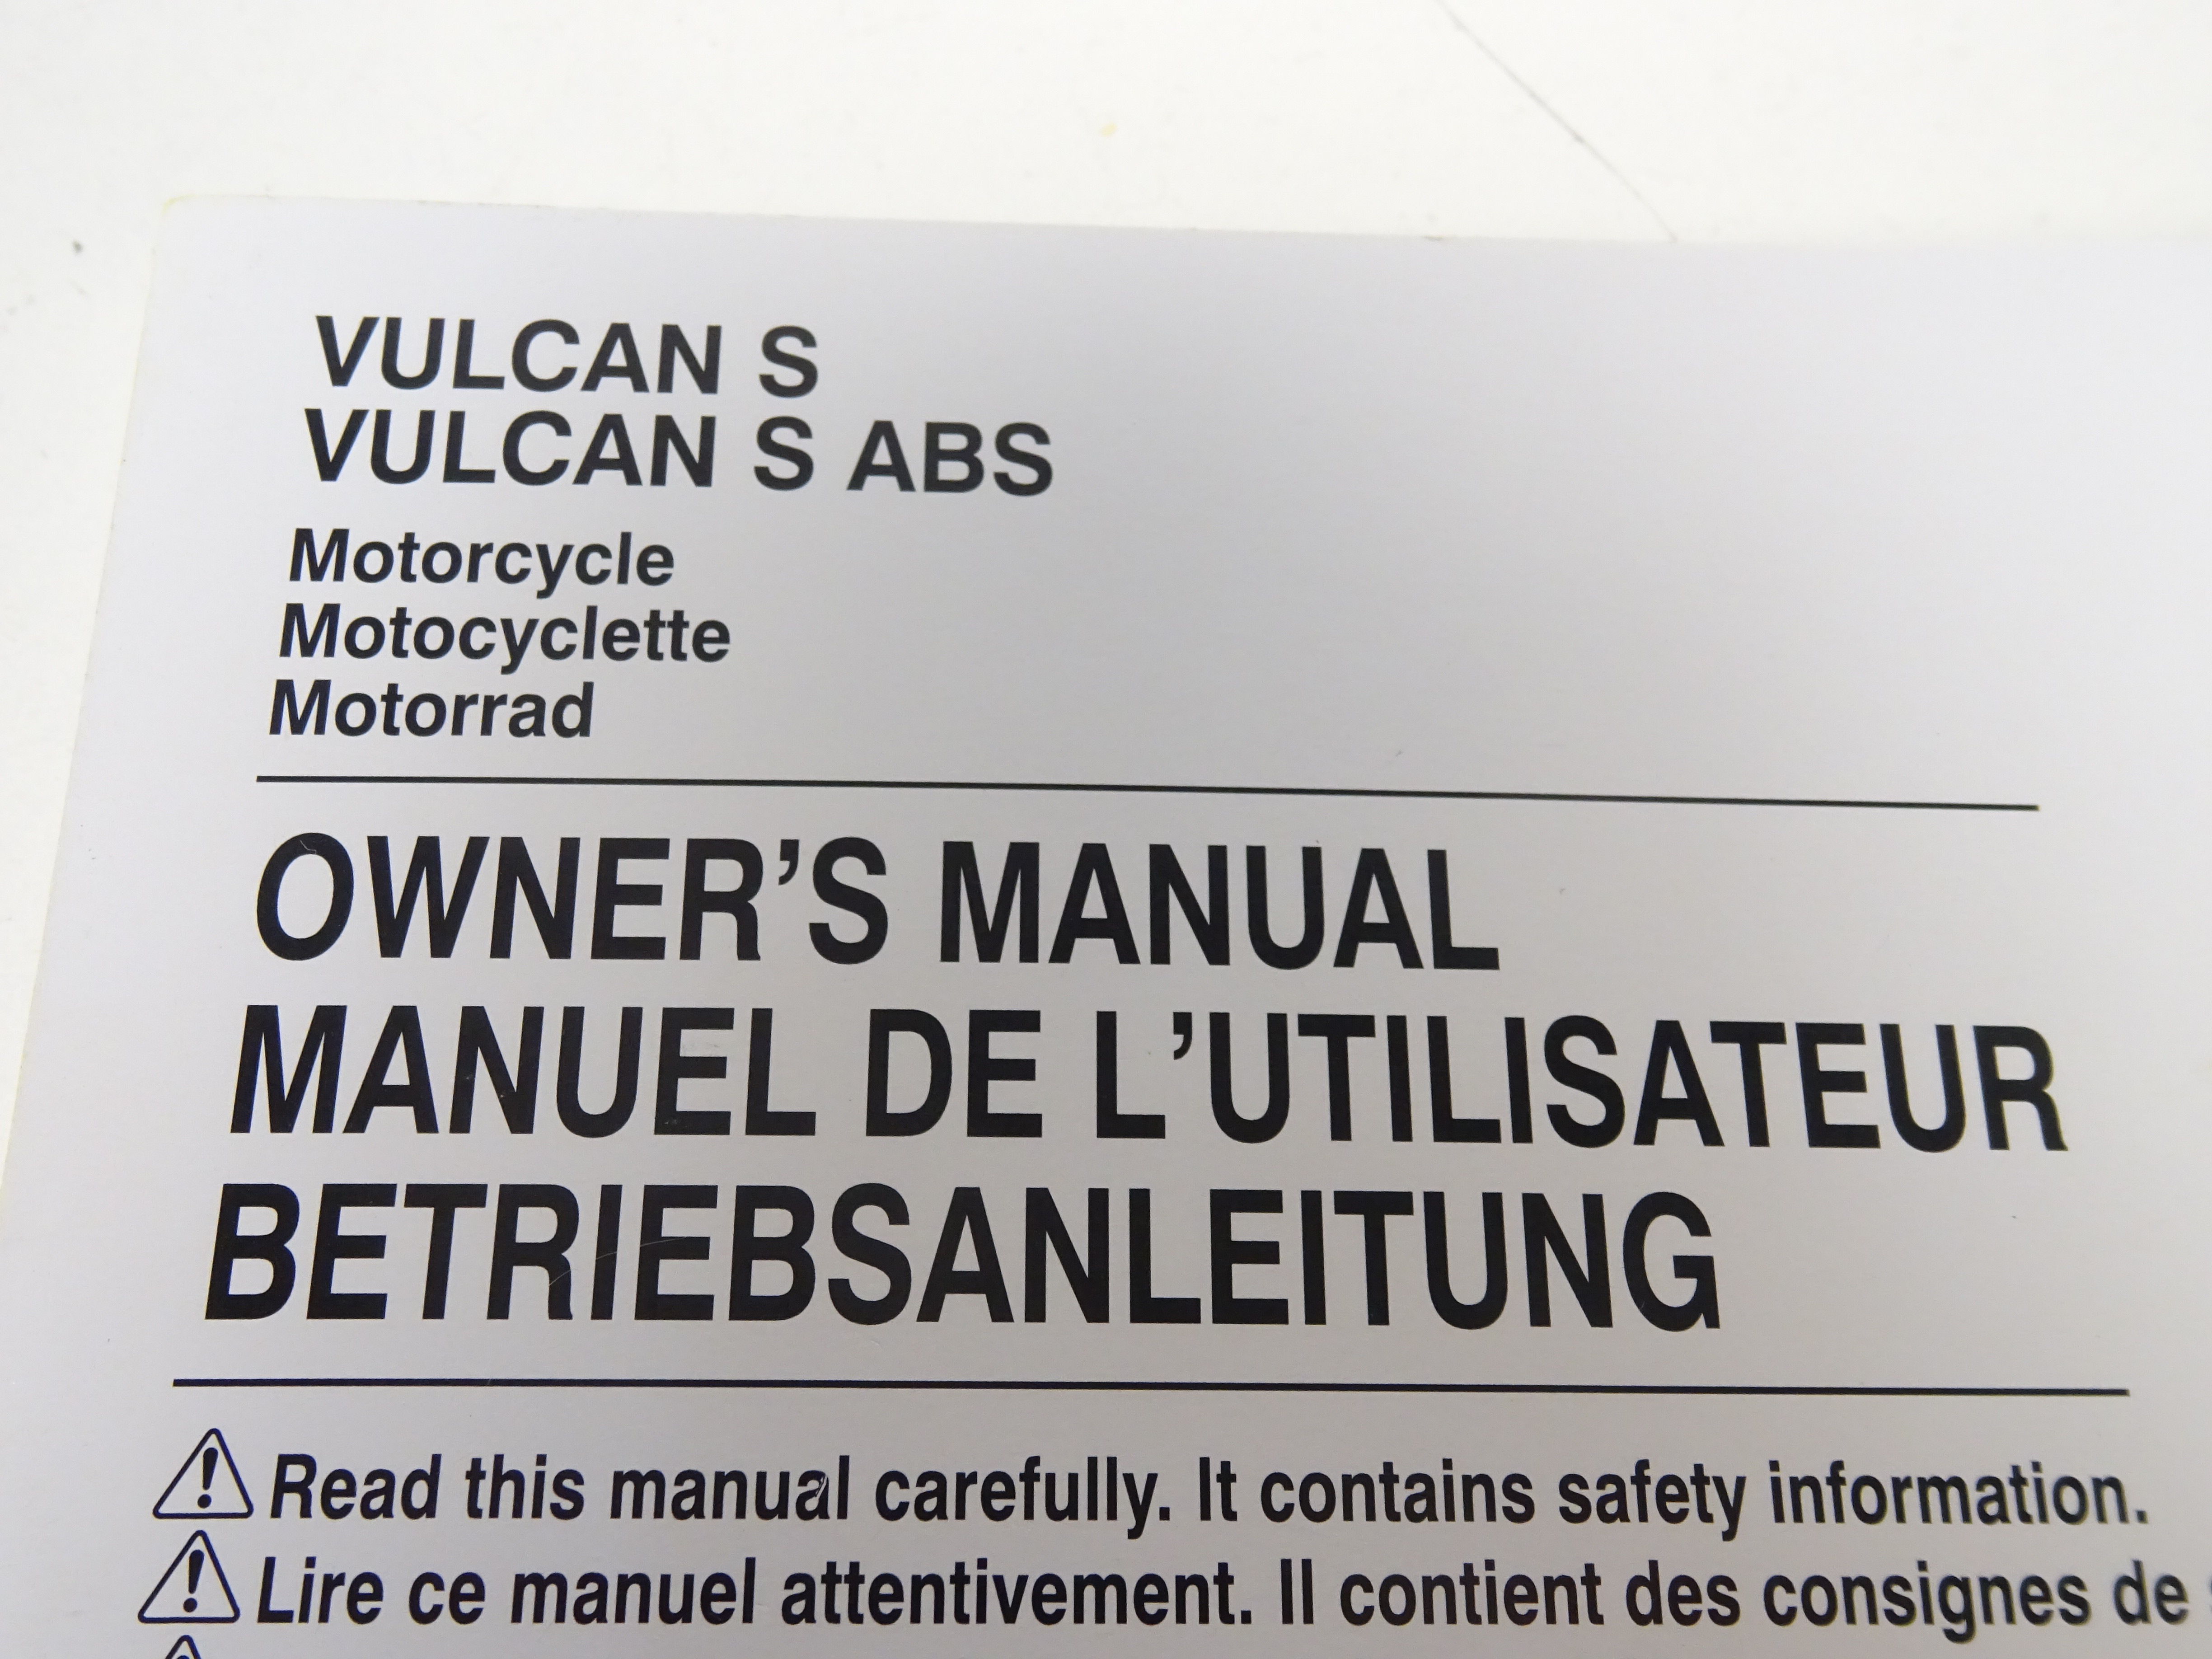 VULCAN S
VULCAN S ABS
Motorcycle
Motocyclette
Motorrad
OWNER'S MANUAL
MANUEL DE L'UTILISATEUR
BETRIEBSANLEITUNG
Read this manual carefully. It contains safety information.
Lire ce manuel attentivement. Il contient des consignes de